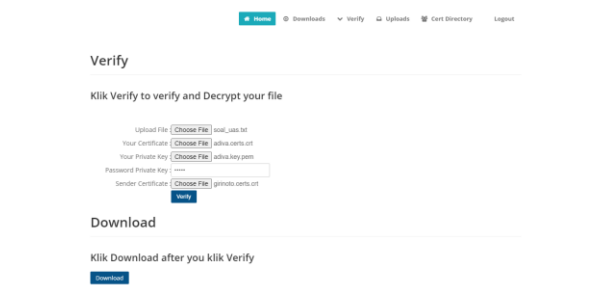 Home Downloads Verify Uploads Cert Directory Logout
Verify
Klik Verify to verify and Decrypt your file
Upload File : Choose File soal_uas.txt
Your Certificate : Choose File adiva.certs.crt
Your Private Key : Choose File adiva.key.pem
Password Private Key : •••••
Sender Certificate : Choose File girinoto.certs.crt
Verify
Download
Klik Download after you klik Verify
Download